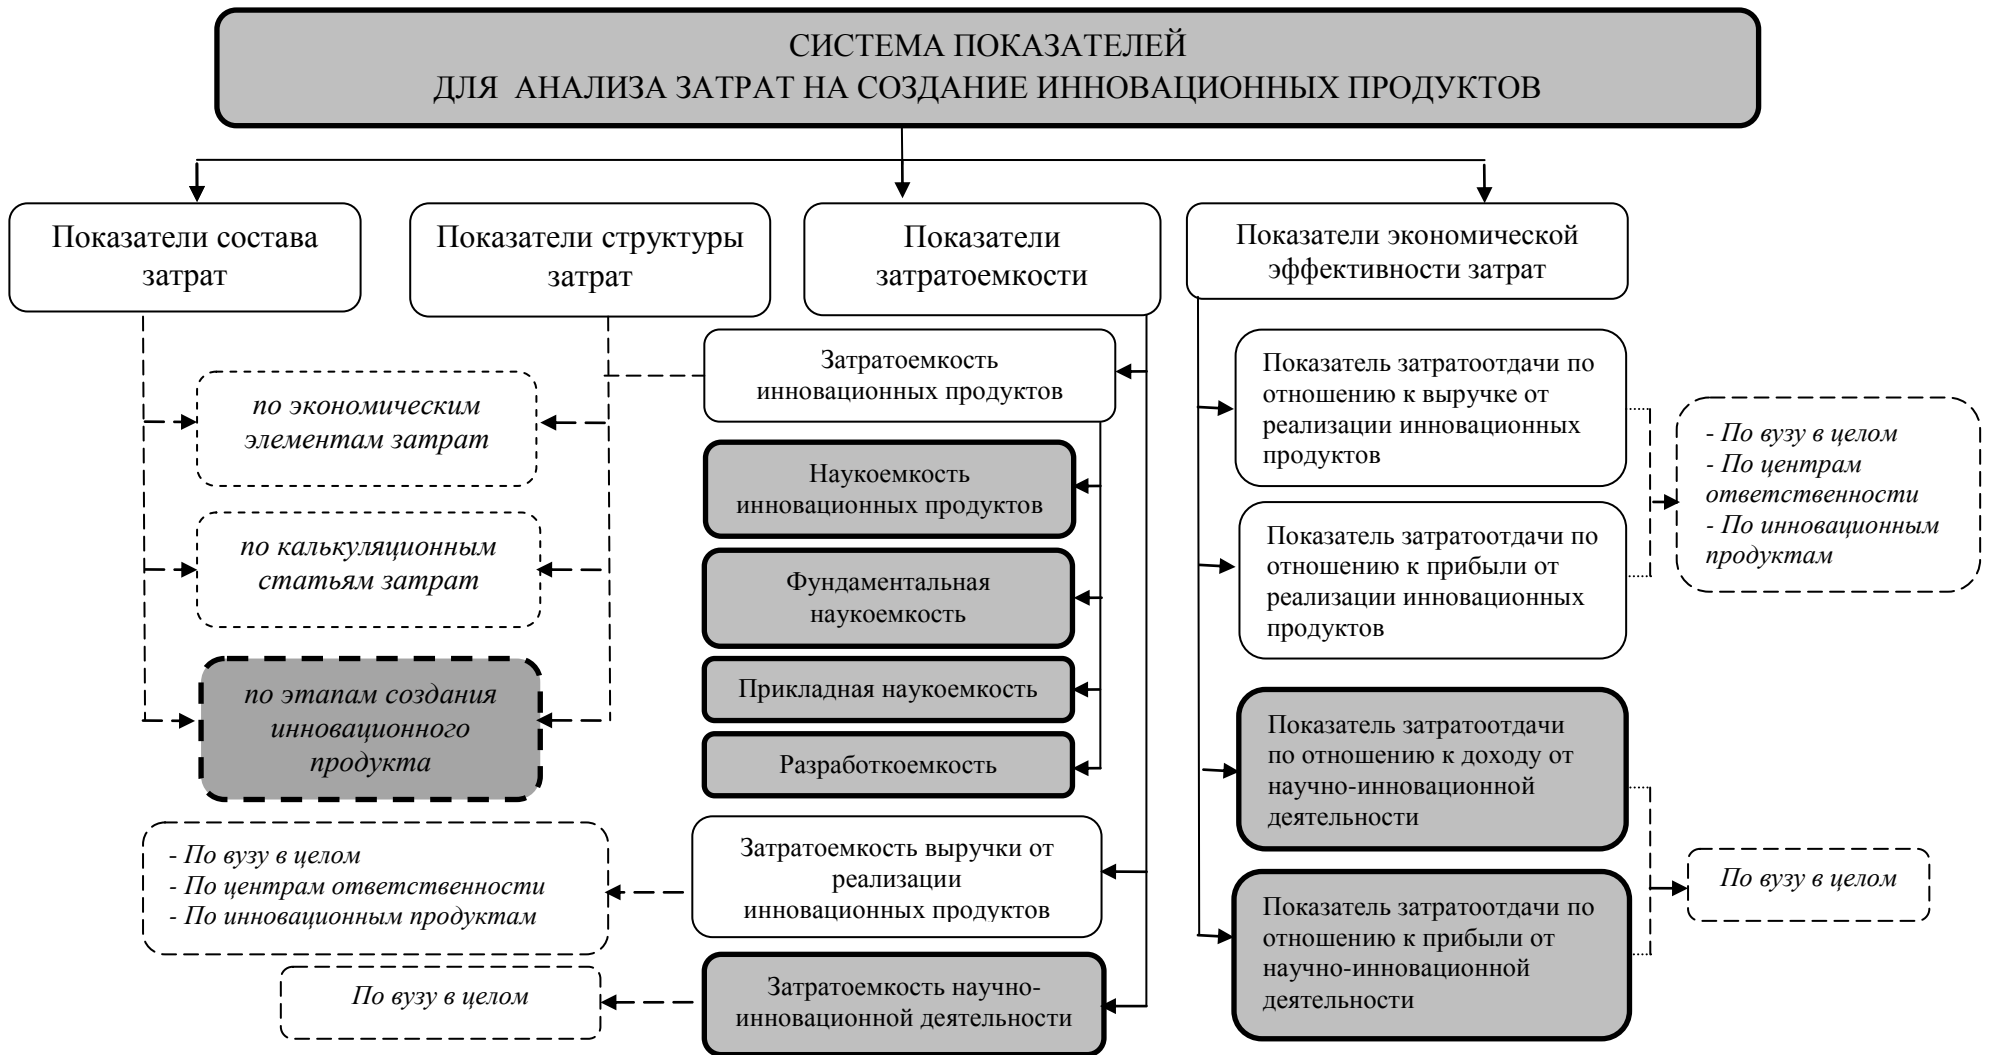 СИСТЕМА ПОКАЗАТЕЛЕЙ
ДЛЯ АНАЛИЗА ЗАТРАТ НА СОЗДАНИЕ ИННОВАЦИОННЫХ ПРОДУКТОВ
Показатели состава
затрат
Показатели структуры
затрат
Показатели
затратоемкости
Показатели экономической
эффективности затрат
по экономическим
элементам затрат
по калькуляционным
статьям затрат
по этапам создания
инновационного
продукта
Затратоемкость
инновационных продуктов
Наукоемкость
инновационных продуктов
Фундаментальная
наукоемкость
Прикладная наукоемкость
Разработкоемкость
Затратоемкость выручки от
реализации
инновационных продуктов
- По вузу в целом
- По центрам ответственности
- По инновационным продуктам
Затратоемкость научно-
инновационной деятельности
По вузу в целом
Показатель затратоотдачи по
отношению к выручке от
реализации инновационных
продуктов
Показатель затратоотдачи по
отношению к прибыли от
реализации инновационных
продуктов
- По вузу в целом
- По центрам
ответственности
- По инновационным
продуктам
Показатель затратоотдачи
по отношению к доходу от
научно-инновационной
деятельности
Показатель затратоотдачи по
отношению к прибыли от
научно-инновационной
деятельности
По вузу в целом